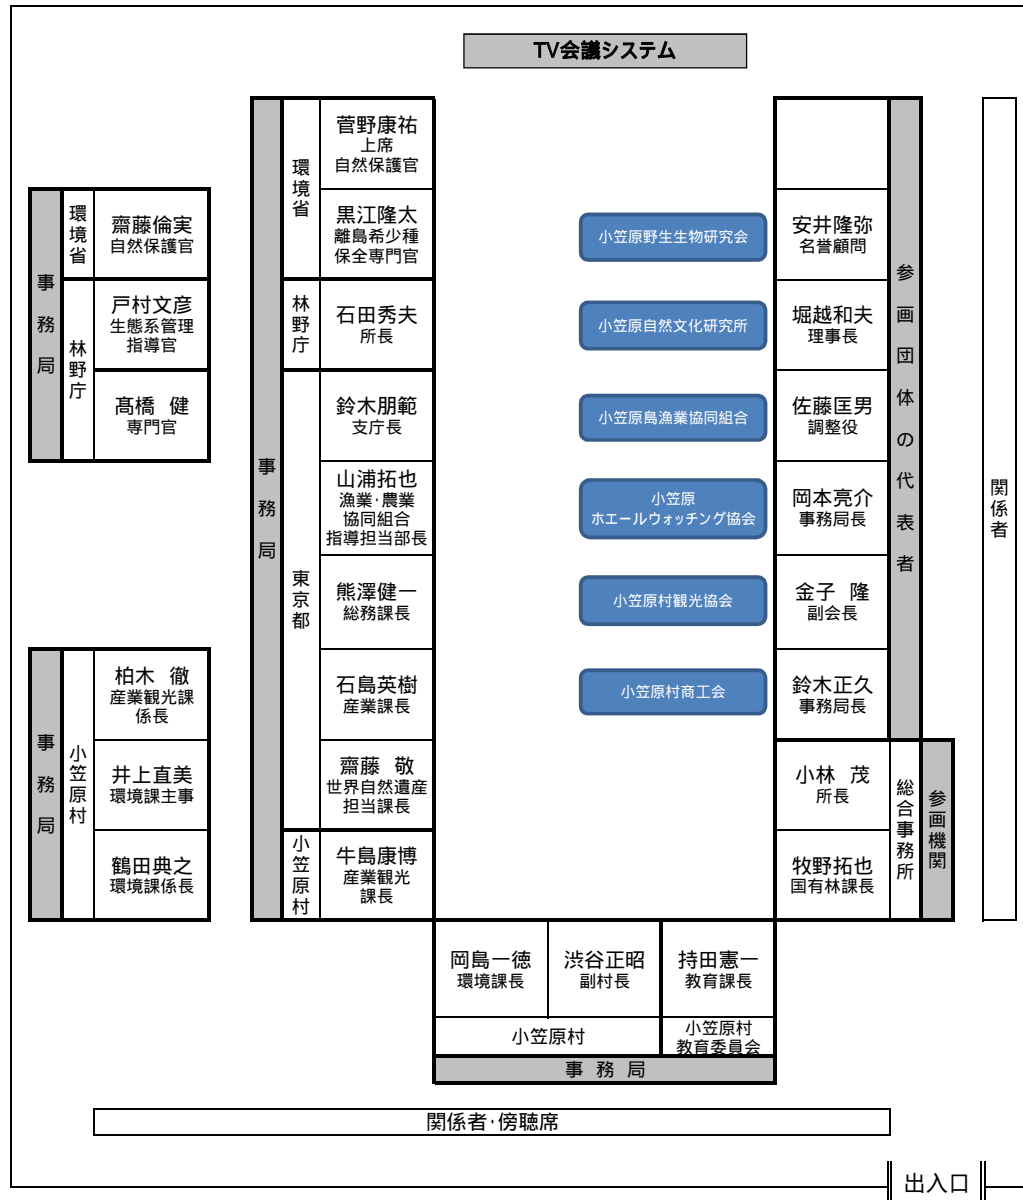 TV会議システム
事務局
環境省
齋藤倫実
自然保護官
林野庁
戸村文彦
生態系管理
指導官
髙橋 健
専門官
事務局
小笠原村
柏木 徹
産業観光課
係長
井上直美
環境課主事
鶴田典之
環境課係長
事務局
環境省
菅野康祐
上席
自然保護官
黒江隆太
離島希少種
保全専門官
林野庁
石田秀夫
所長
東京都
鈴木朋範
支庁長
山浦拓也
漁業・農業
協同組合
指導担当部長
熊澤健一
総務課長
石島英樹
産業課長
齋藤 敬
世界自然遺産
担当課長
小笠原村
牛島康博
産業観光
課長
小笠原野生生物研究会
安井隆弥
名誉顧問
小笠原自然文化研究所
堀越和夫
理事長
小笠原島漁業協同組合
佐藤匡男
調整役
小笠原
ホエールウォッチング協会
岡本亮介
事務局長
小笠原村観光協会
金子 隆
副会長
小笠原村商工会
鈴木正久
事務局長
参画団体の代表者
小林 茂
所長
牧野拓也
国有林課長
総合事務所
参画機関
関係者
岡島一徳
環境課長
渋谷正昭
副村長
持田憲一
教育課長
小笠原村
小笠原村
教育委員会
事務局
関係者・傍聴席
出入口